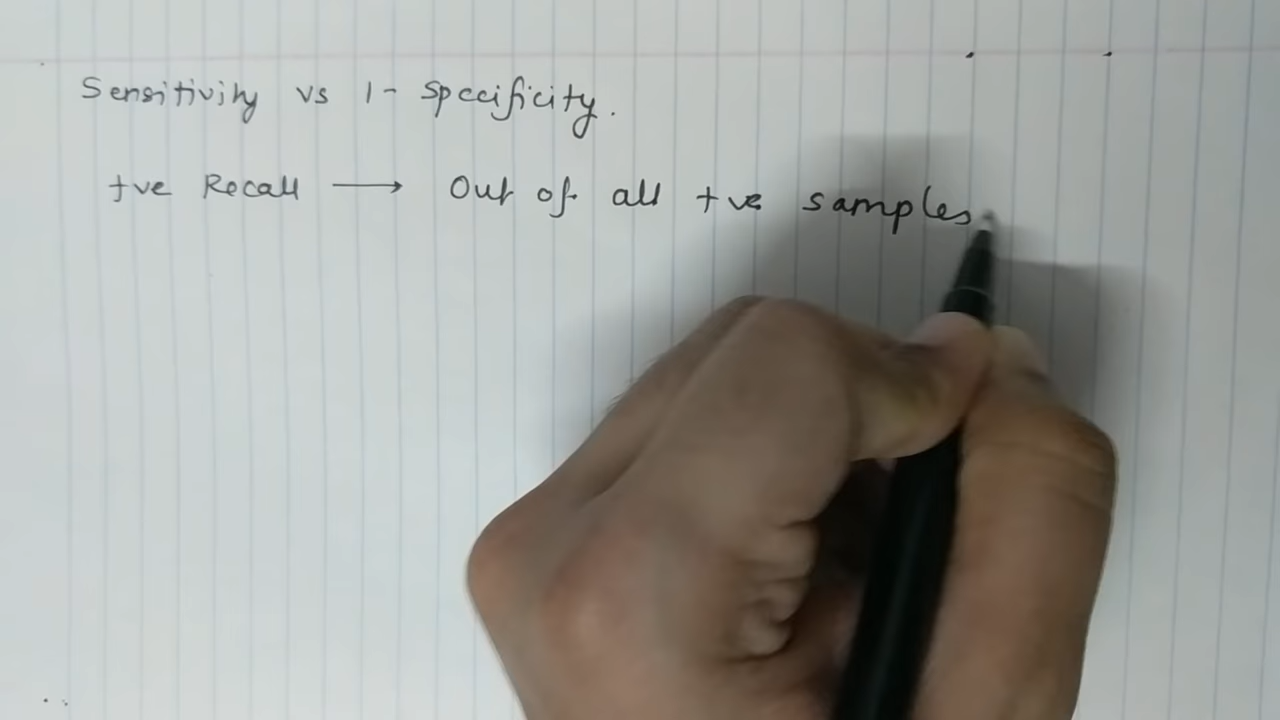 Sensitivity vs 1- Specificity.
+ve Recall → Out of all +ve samples